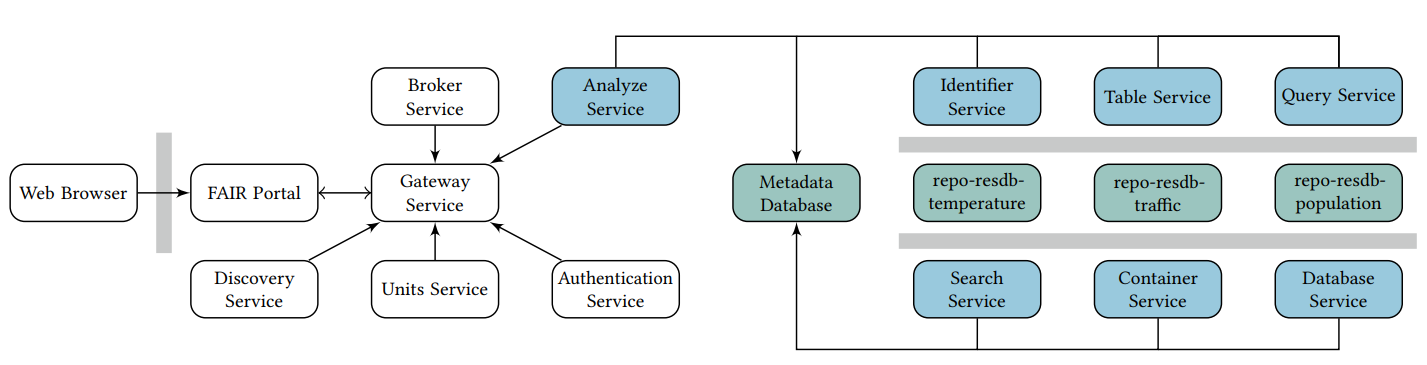 Broker
Service
Analyze
Service
Identifier
Service
Table Service
Query Service
Web Browser
FAIR Portal
Gateway
Service
Metadata
Database
repo-resdb-
temperature
repo-resdb-
traffic
repo-resdb-
population
Discovery
Service
Units Service
Authentication
Service
Search
Service
Container
Service
Database
Service